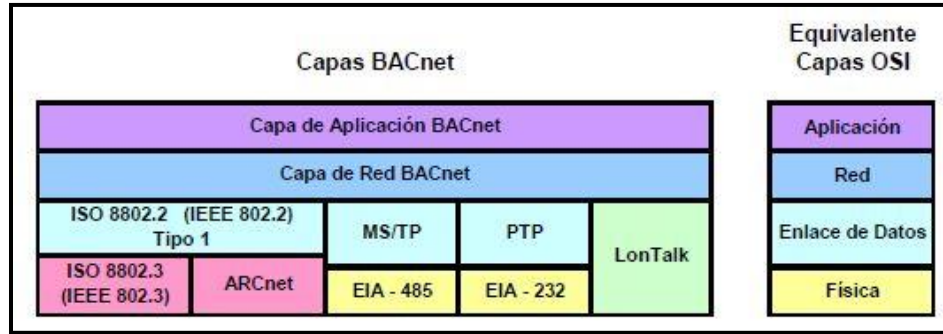 Capas BACnet
Equivalente
Capas OSI
Capa de Aplicación BACnet
Aplicación
Capa de Red BACnet
Red
ISO 8802.2 (IEEE 802.2)
Tipo 1
MS/TP
PTP
LonTalk
Enlace de Datos
ISO 8802.3
(IEEE 802.3)
ARCnet
EIA - 485
EIA - 232
Física